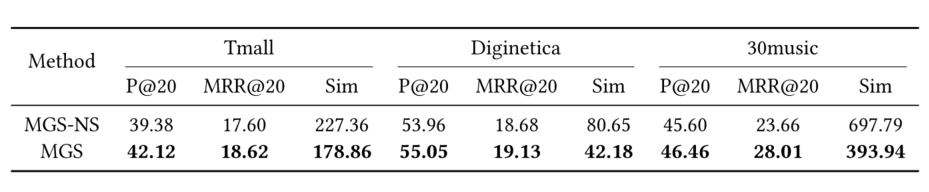 Method Tmall Diginetica 30music
P@20 MRR@20 Sim P@20 MRR@20 Sim P@20 MRR@20 Sim
MGS-NS 39.38 17.60 227.36 53.96 18.68 80.65 45.60 23.66 697.79
MGS 42.12 18.62 178.86 55.05 19.13 42.18 46.46 28.01 393.94